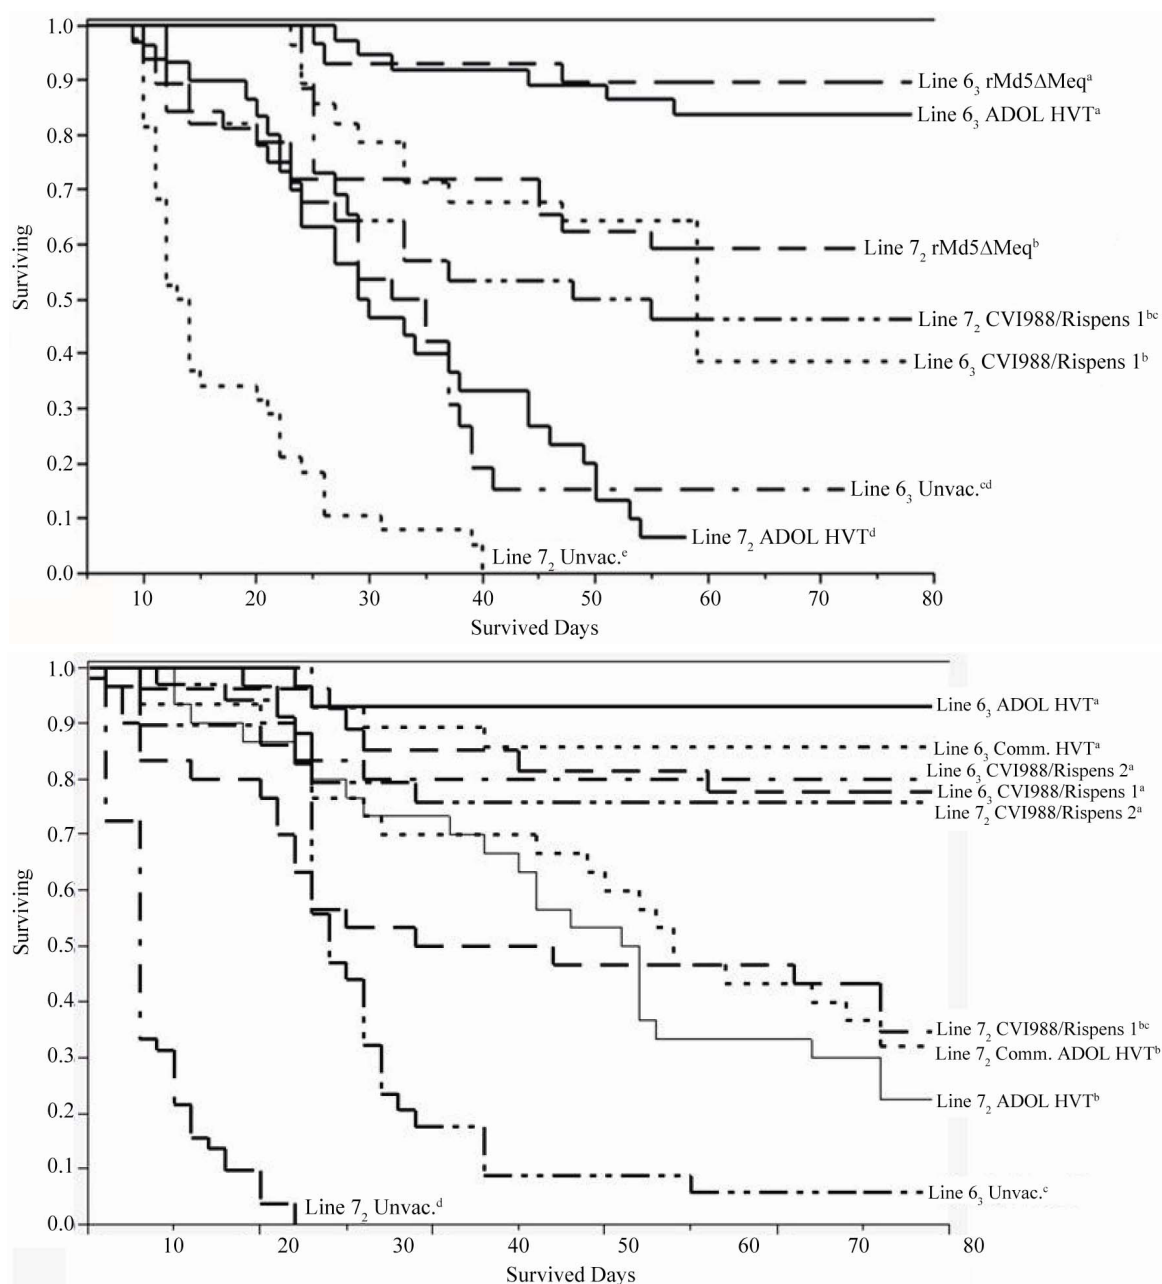 1.0
0.9
0.8
0.7
0.6
0.5
0.4
0.3
0.2
0.1
0.0
Surviving
Line 6₃ rMd5ΔMeqᵃ
Line 6₃ ADOL HVTᵃ
Line 7₂ rMd5ΔMeqᵇ
Line 7₂ CVI988/Rispens 1ᵇᶜ
Line 6₃ CVI988/Rispens 1ᵇ
Line 6₃ Unvac.ᶜᵈ
Line 7₂ ADOL HVTᵈ
Line 7₂ Unvac.ᵉ
10 20 30 40 50 60 70 80
Survived Days
1.0
0.9
0.8
0.7
0.6
0.5
0.4
0.3
0.2
0.1
0.0
Surviving
Line 6₃ ADOL HVTᵃ
Line 6₃ Comm. HVTᵃ
Line 6₃ CVI988/Rispens 2ᵃ
Line 6₃ CVI988/Rispens 1ᵃ
Line 7₂ CVI988/Rispens 2ᵃ
Line 7₂ CVI988/Rispens 1ᵇᶜ
Line 7₂ Comm. ADOL HVTᵇ
Line 7₂ ADOL HVTᵇ
Line 6₃ Unvac.ᶜ
Line 7₂ Unvac.ᵈ
10 20 30 40 50 60 70 80
Survived Days